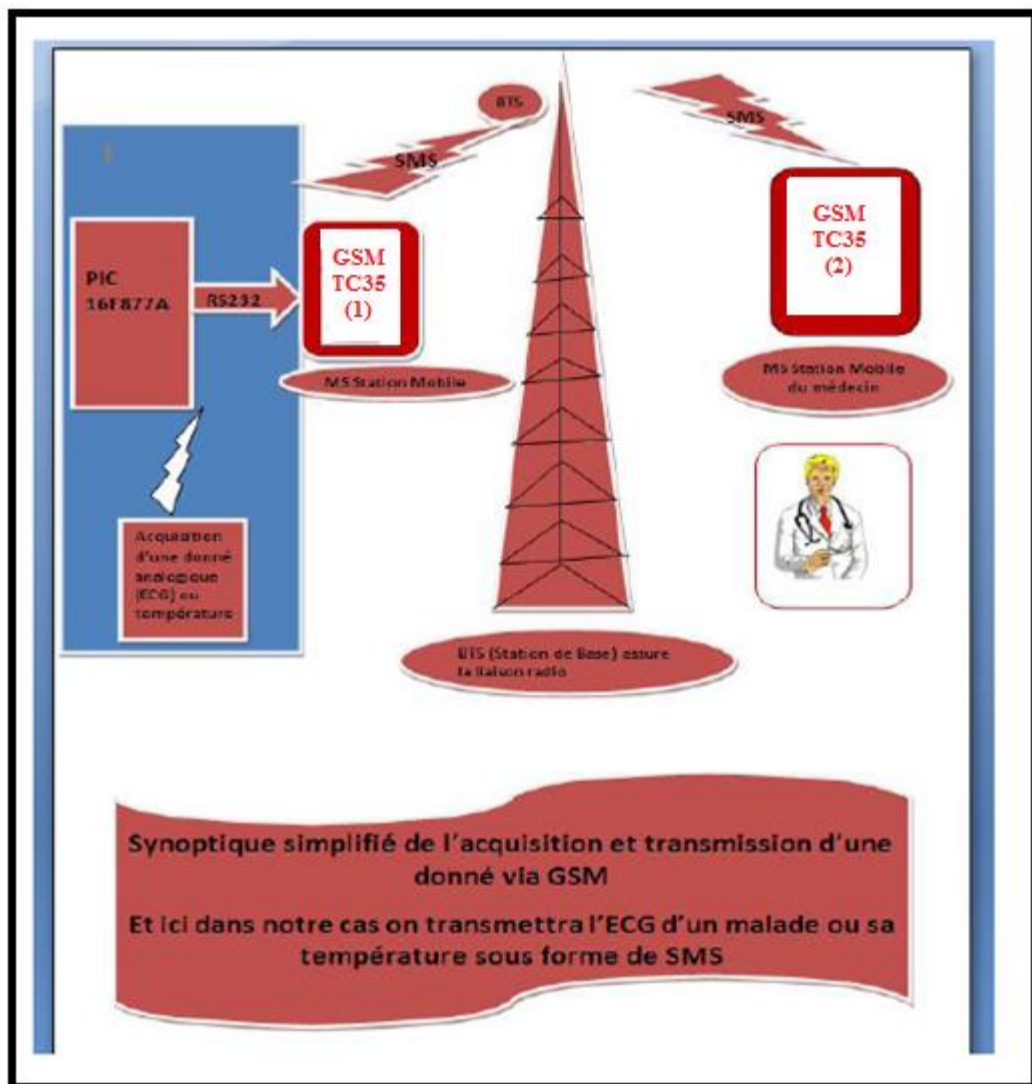 BTS
SMS
SMS
PIC
16F877A
RS232
GSM
TC35
(1)
GSM
TC35
(2)
MS Station Mobile
MS Station Mobile
du médecin
Acquisition
d'une donné
analogique
(ECG) ou
température
BTS (Station de Base) assure
la liaison radio
Synoptique simplifié de l'acquisition et transmission d'une
donné via GSM
Et ici dans notre cas on transmettra l'ECG d'un malade ou sa
température sous forme de SMS